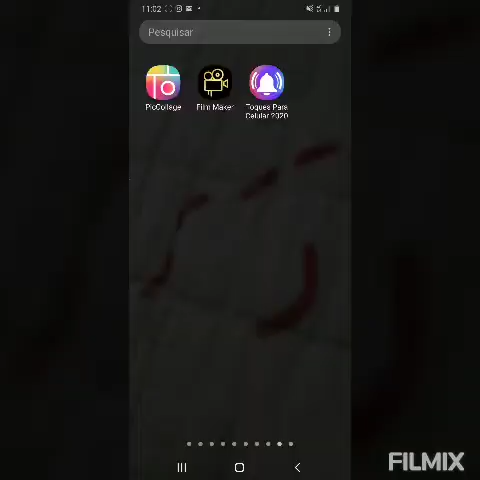 11:02
Pesquisar
PicCollage
Film Maker
Toques Para
Celular 2020
FILMIX